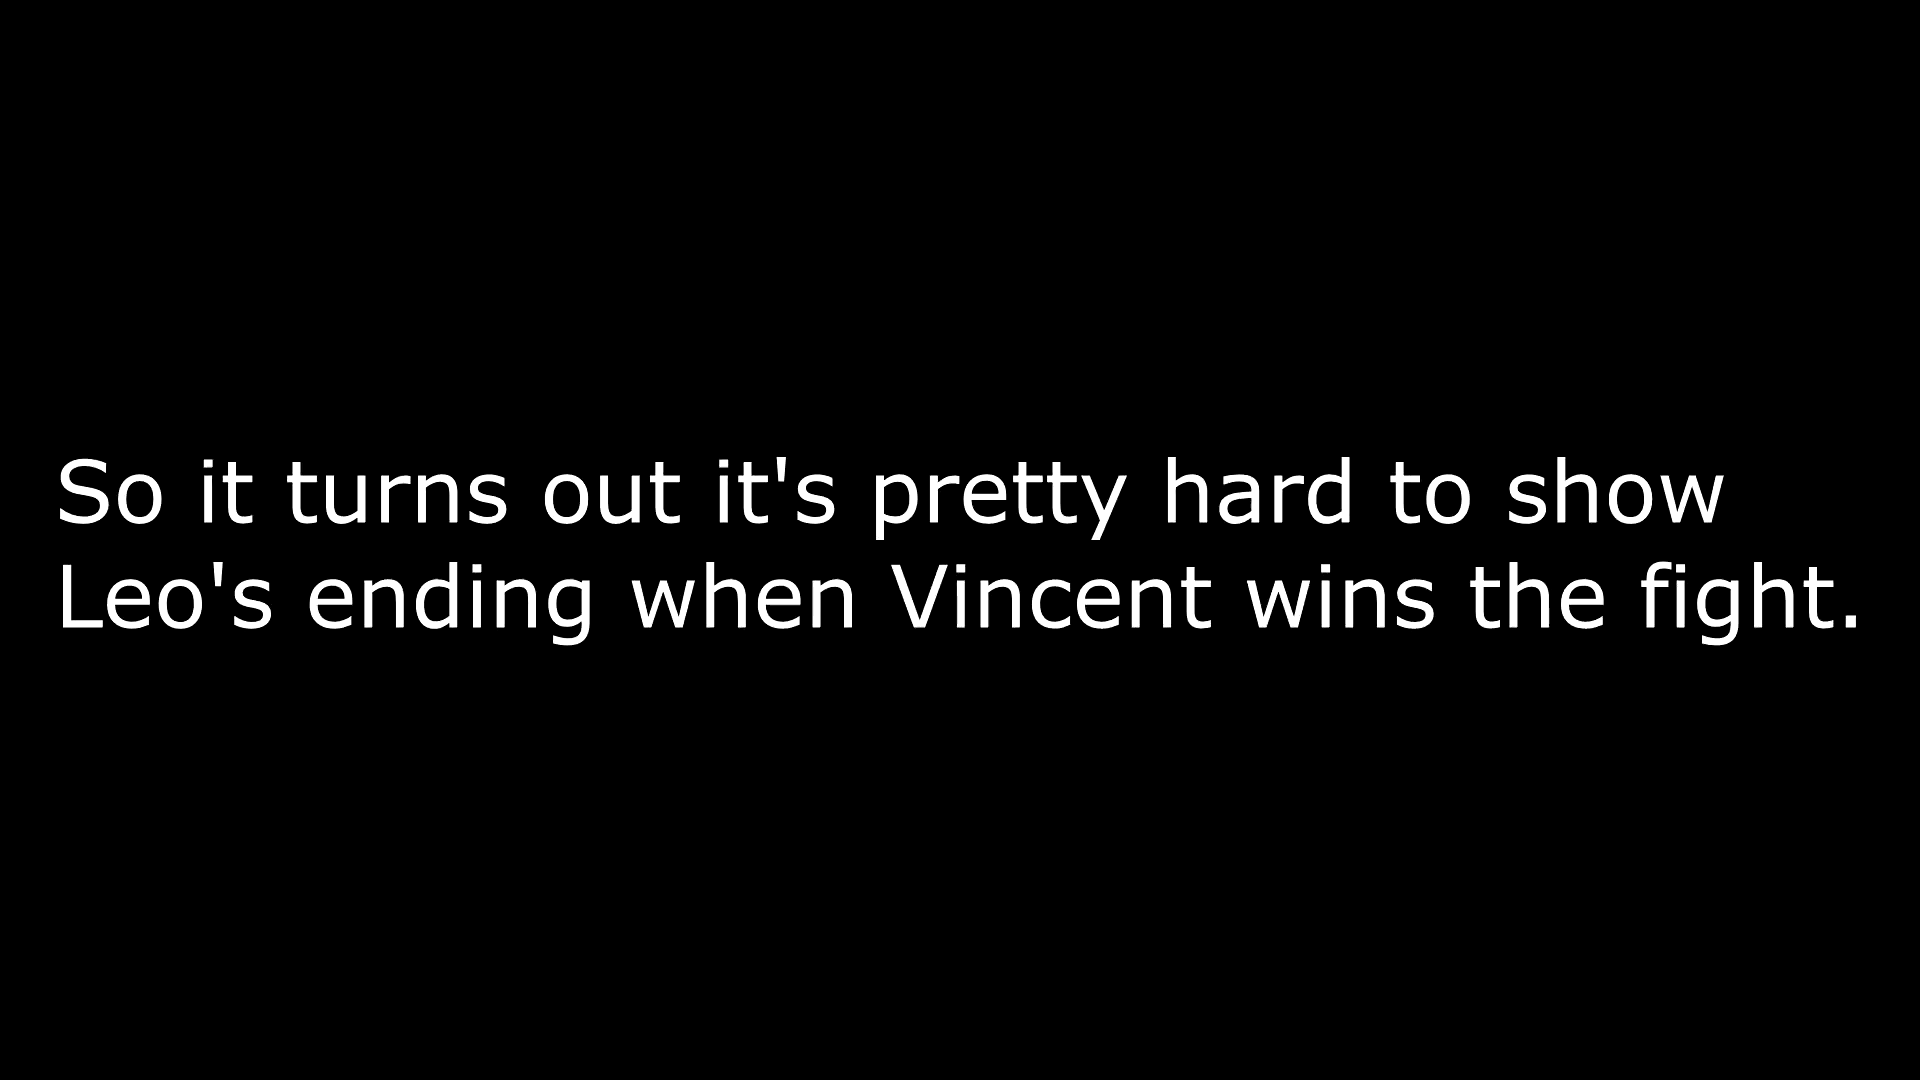 So it turns out it's pretty hard to show
Leo's ending when Vincent wins the fight.